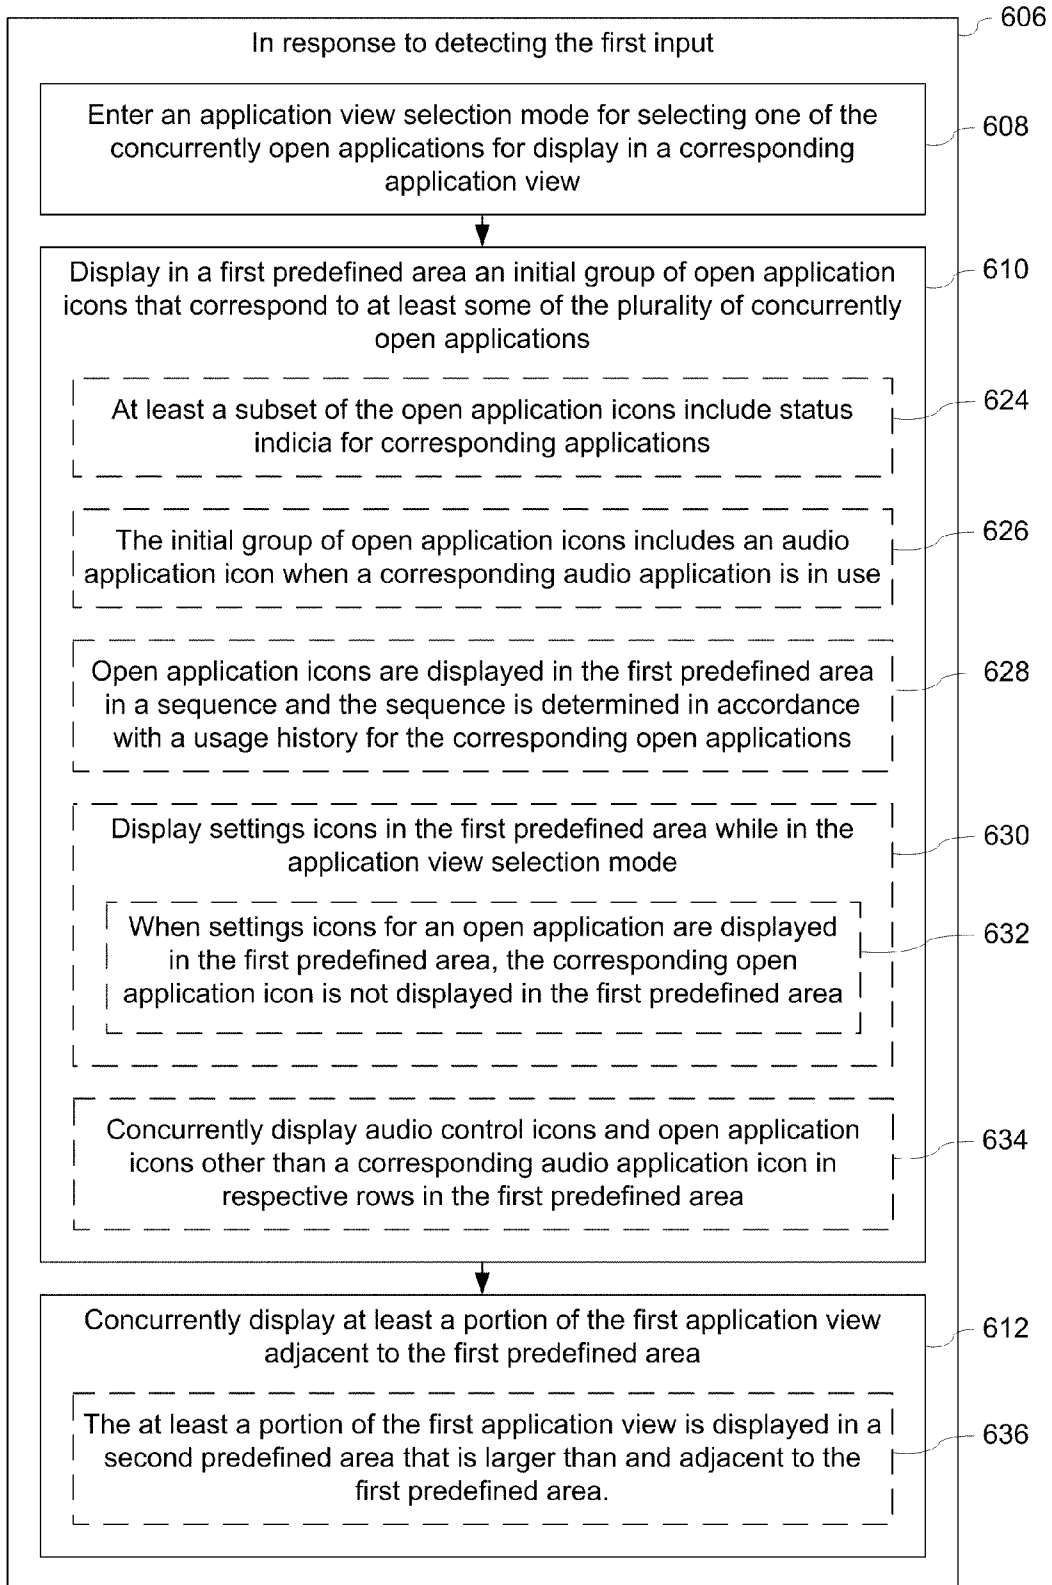 606
In response to detecting the first input
Enter an application view selection mode for selecting one of the
concurrently open applications for display in a corresponding
application view
608
Display in a first predefined area an initial group of open application
icons that correspond to at least some of the plurality of concurrently
open applications
610
At least a subset of the open application icons include status
indicia for corresponding applications
624
The initial group of open application icons includes an audio
application icon when a corresponding audio application is in use
626
Open application icons are displayed in the first predefined area
in a sequence and the sequence is determined in accordance
with a usage history for the corresponding open applications
628
Display settings icons in the first predefined area while in the
application view selection mode
630
When settings icons for an open application are displayed
in the first predefined area, the corresponding open
application icon is not displayed in the first predefined area
632
Concurrently display audio control icons and open application
icons other than a corresponding audio application icon in
respective rows in the first predefined area
634
Concurrently display at least a portion of the first application view
adjacent to the first predefined area
612
The at least a portion of the first application view is displayed in a
second predefined area that is larger than and adjacent to the
first predefined area.
636